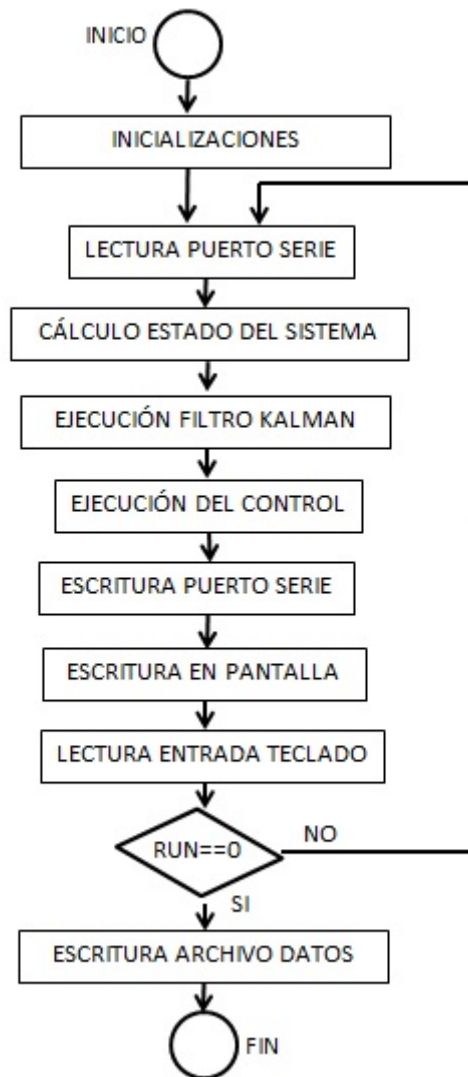 INICIO
INICIALIZACIONES
LECTURA PUERTO SERIE
CÁLCULO ESTADO DEL SISTEMA
EJECUCIÓN FILTRO KALMAN
EJECUCIÓN DEL CONTROL
ESCRITURA PUERTO SERIE
ESCRITURA EN PANTALLA
LECTURA ENTRADA TECLADO
RUN==0
NO
SI
ESCRITURA ARCHIVO DATOS
FIN